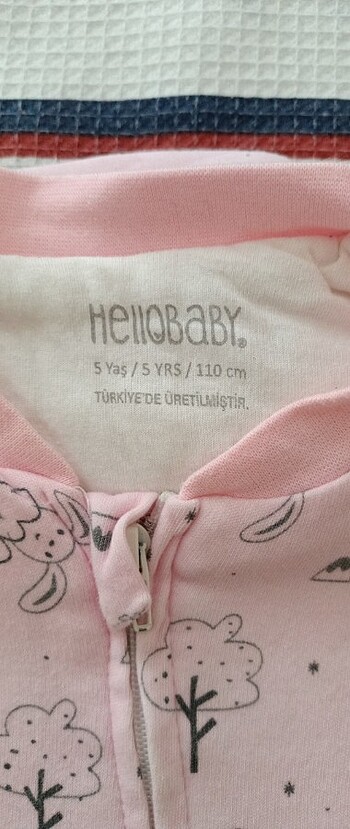 HelloBaby®
5 Yaş / 5 YRS / 110 cm
TÜRKİYE'DE ÜRETİLMİŞTİR.